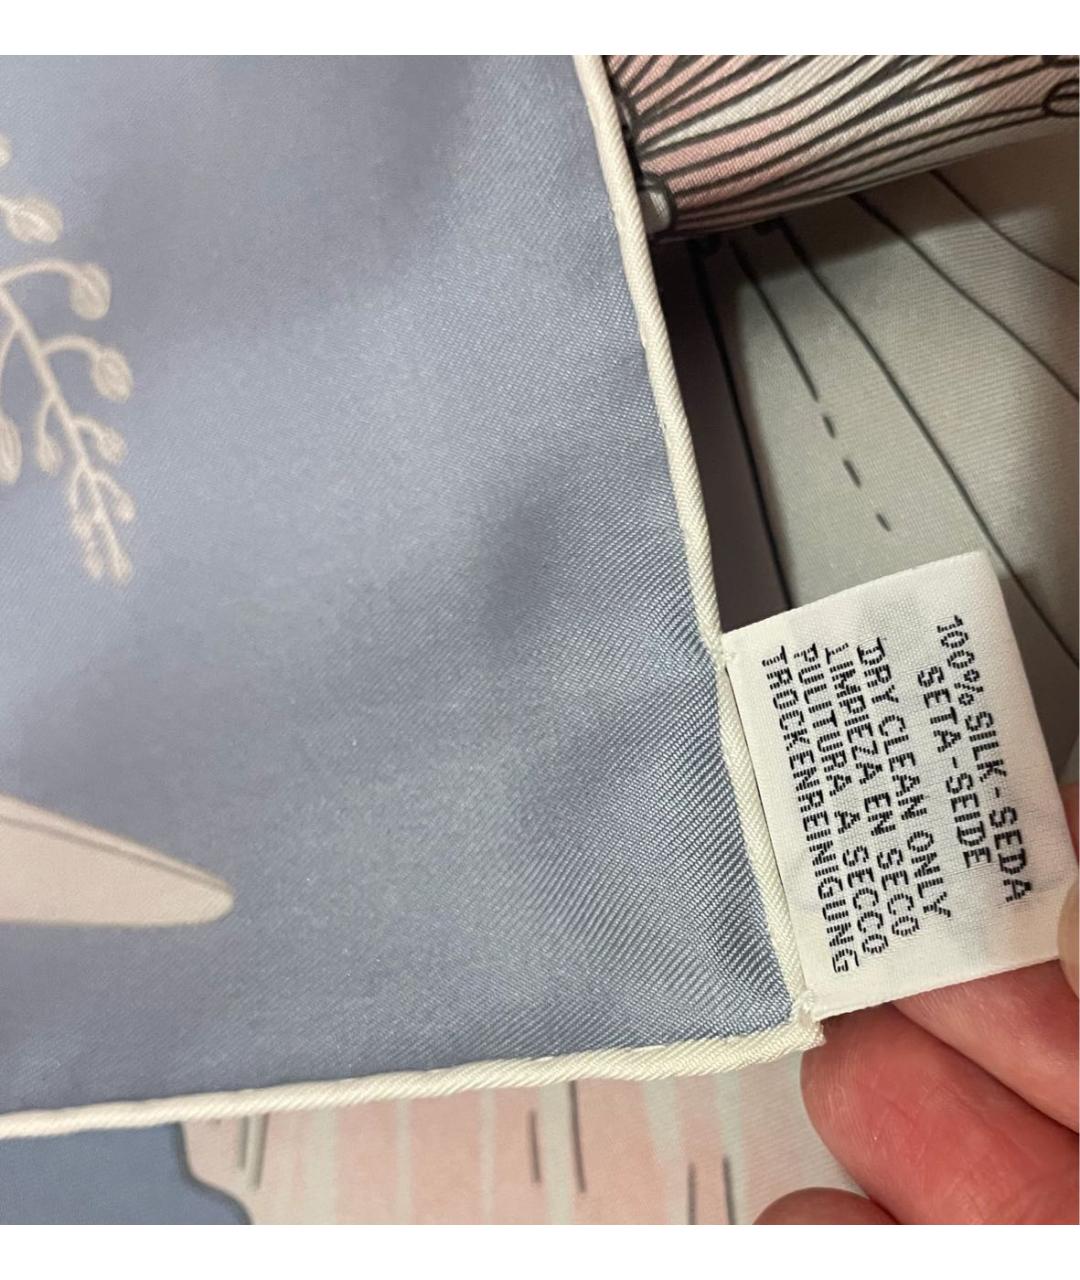 100% SILK - SEDA
SETA - SEIDE
DRY CLEAN ONLY
LIMPIEZA EN SECO
PULITURA A SECCO
TROCKENREINIGUNG